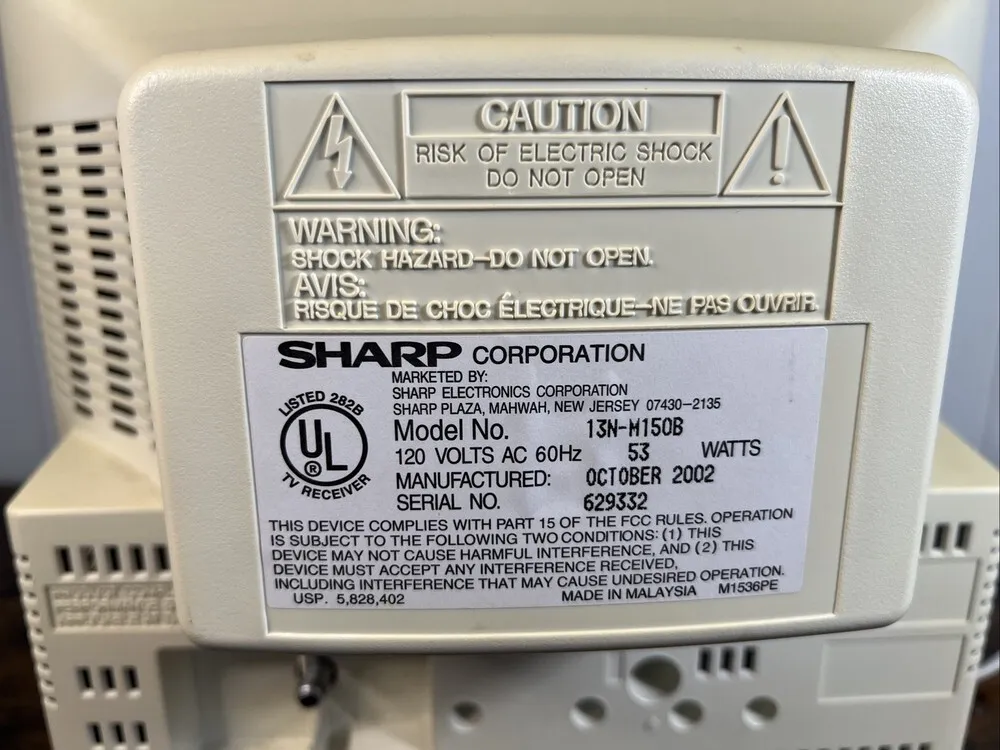 CAUTION
RISK OF ELECTRIC SHOCK
DO NOT OPEN
WARNING:
SHOCK HAZARD–DO NOT OPEN.
AVIS:
RISQUE DE CHOC ÉLECTRIQUE–NE PAS OUVRIR.
SHARP CORPORATION
MARKETED BY:
SHARP ELECTRONICS CORPORATION
SHARP PLAZA, MAHWAH, NEW JERSEY 07430–2135
LISTED 282B
UL
®
TV RECEIVER
Model No. 13N-M150B
120 VOLTS AC 60Hz 53 WATTS
MANUFACTURED: OCTOBER 2002
SERIAL NO. 629332
THIS DEVICE COMPLIES WITH PART 15 OF THE FCC RULES. OPERATION
IS SUBJECT TO THE FOLLOWING TWO CONDITIONS: (1) THIS
DEVICE MAY NOT CAUSE HARMFUL INTERFERENCE, AND (2) THIS
DEVICE MUST ACCEPT ANY INTERFERENCE RECEIVED,
INCLUDING INTERFERENCE THAT MAY CAUSE UNDESIRED OPERATION.
USP. 5,828,402 MADE IN MALAYSIA M1536PE